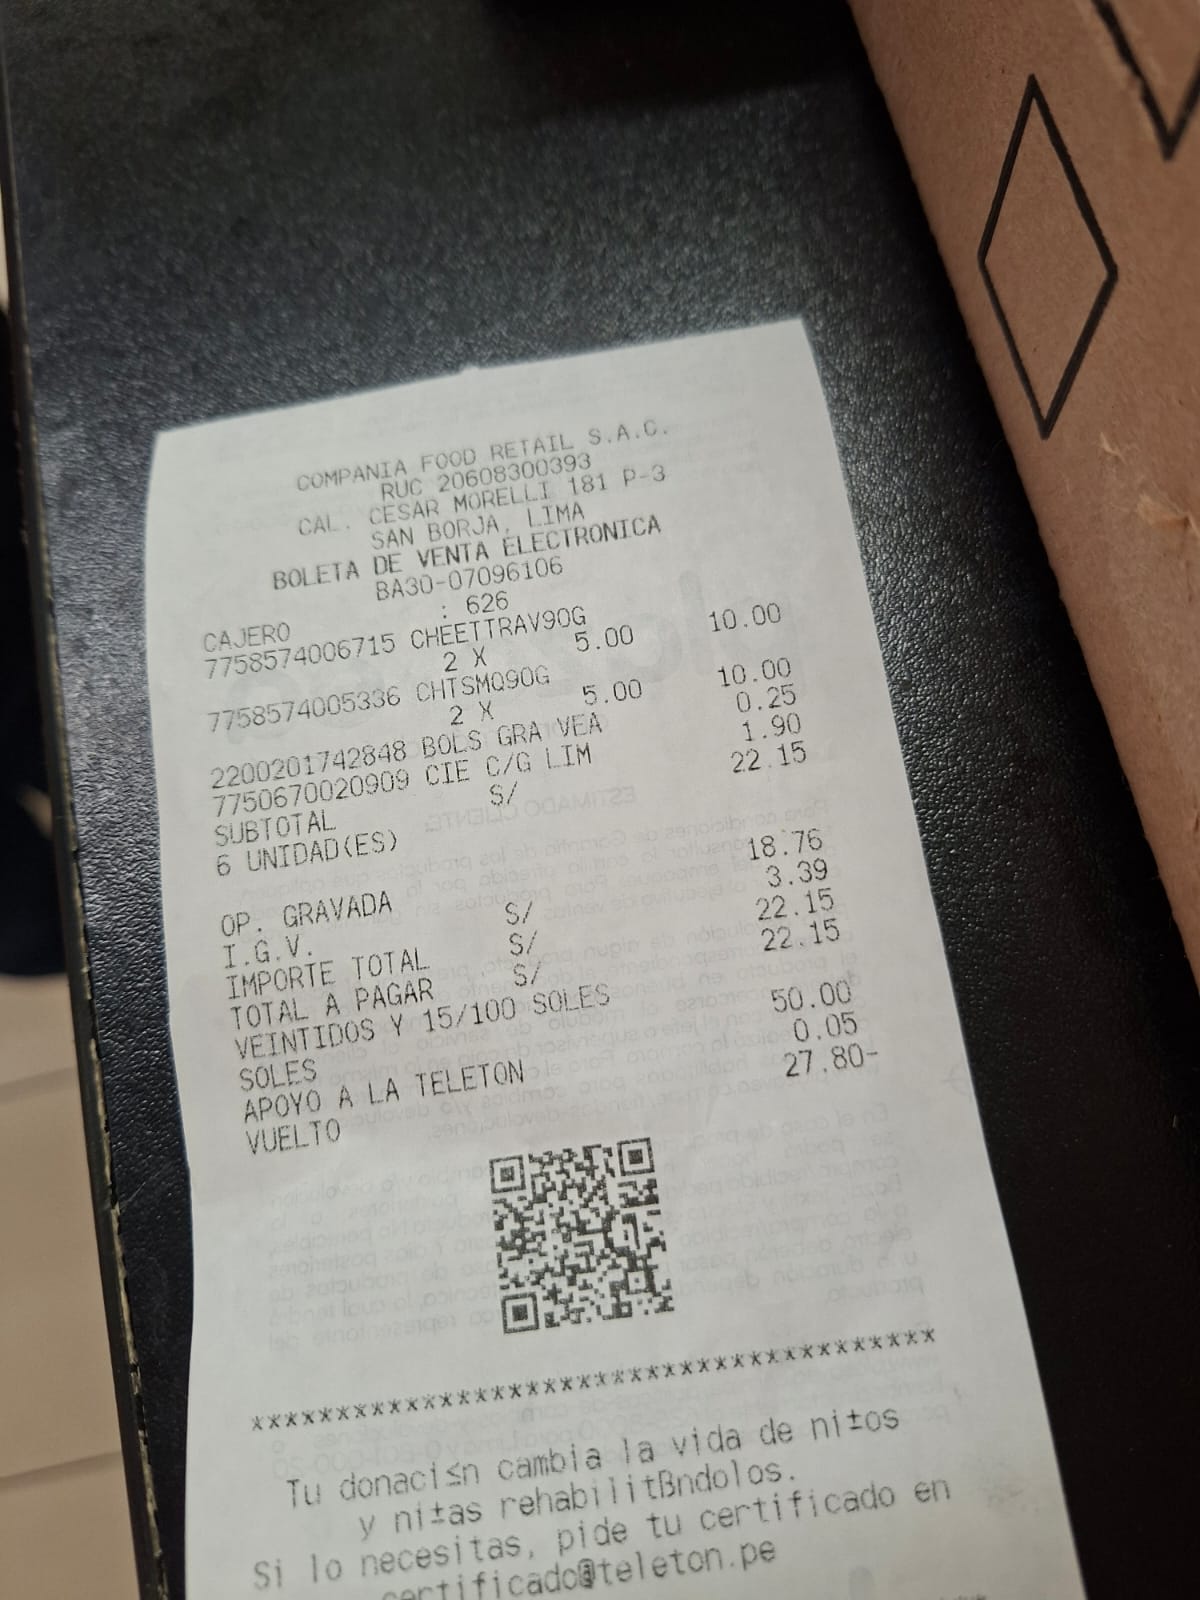 COMPANIA FOOD RETAIL S.A.C.
RUC 20608300393
CAL. CESAR MORELLI 181 P-3
SAN BORJA, LIMA
BOLETA DE VENTA ELECTRONICA
BA30-07096106
CAJERO : 626
7758574006715 CHEETTRAV90G
2 X 5.00 10.00
7758574005336 CHTSMQ90G
2 X 5.00 10.00
2200201742848 BOLS GRA VEA 0.25
7750670020909 CIE C/G LIM 1.90
SUBTOTAL S/ 22.15
6 UNIDAD(ES)
OP. GRAVADA 18.76
I.G.V. S/ 3.39
IMPORTE TOTAL S/ 22.15
TOTAL A PAGAR S/ 22.15
VEINTIDOS Y 15/100 SOLES
SOLES 50.00
APOYO A LA TELETON 0.05
VUELTO 27.80-
****************************************
Tu donaci≤n cambia la vida de ni±os
y ni±as rehabilitßndolos.
Si lo necesitas, pide tu certificado en
certificado@teleton.pe